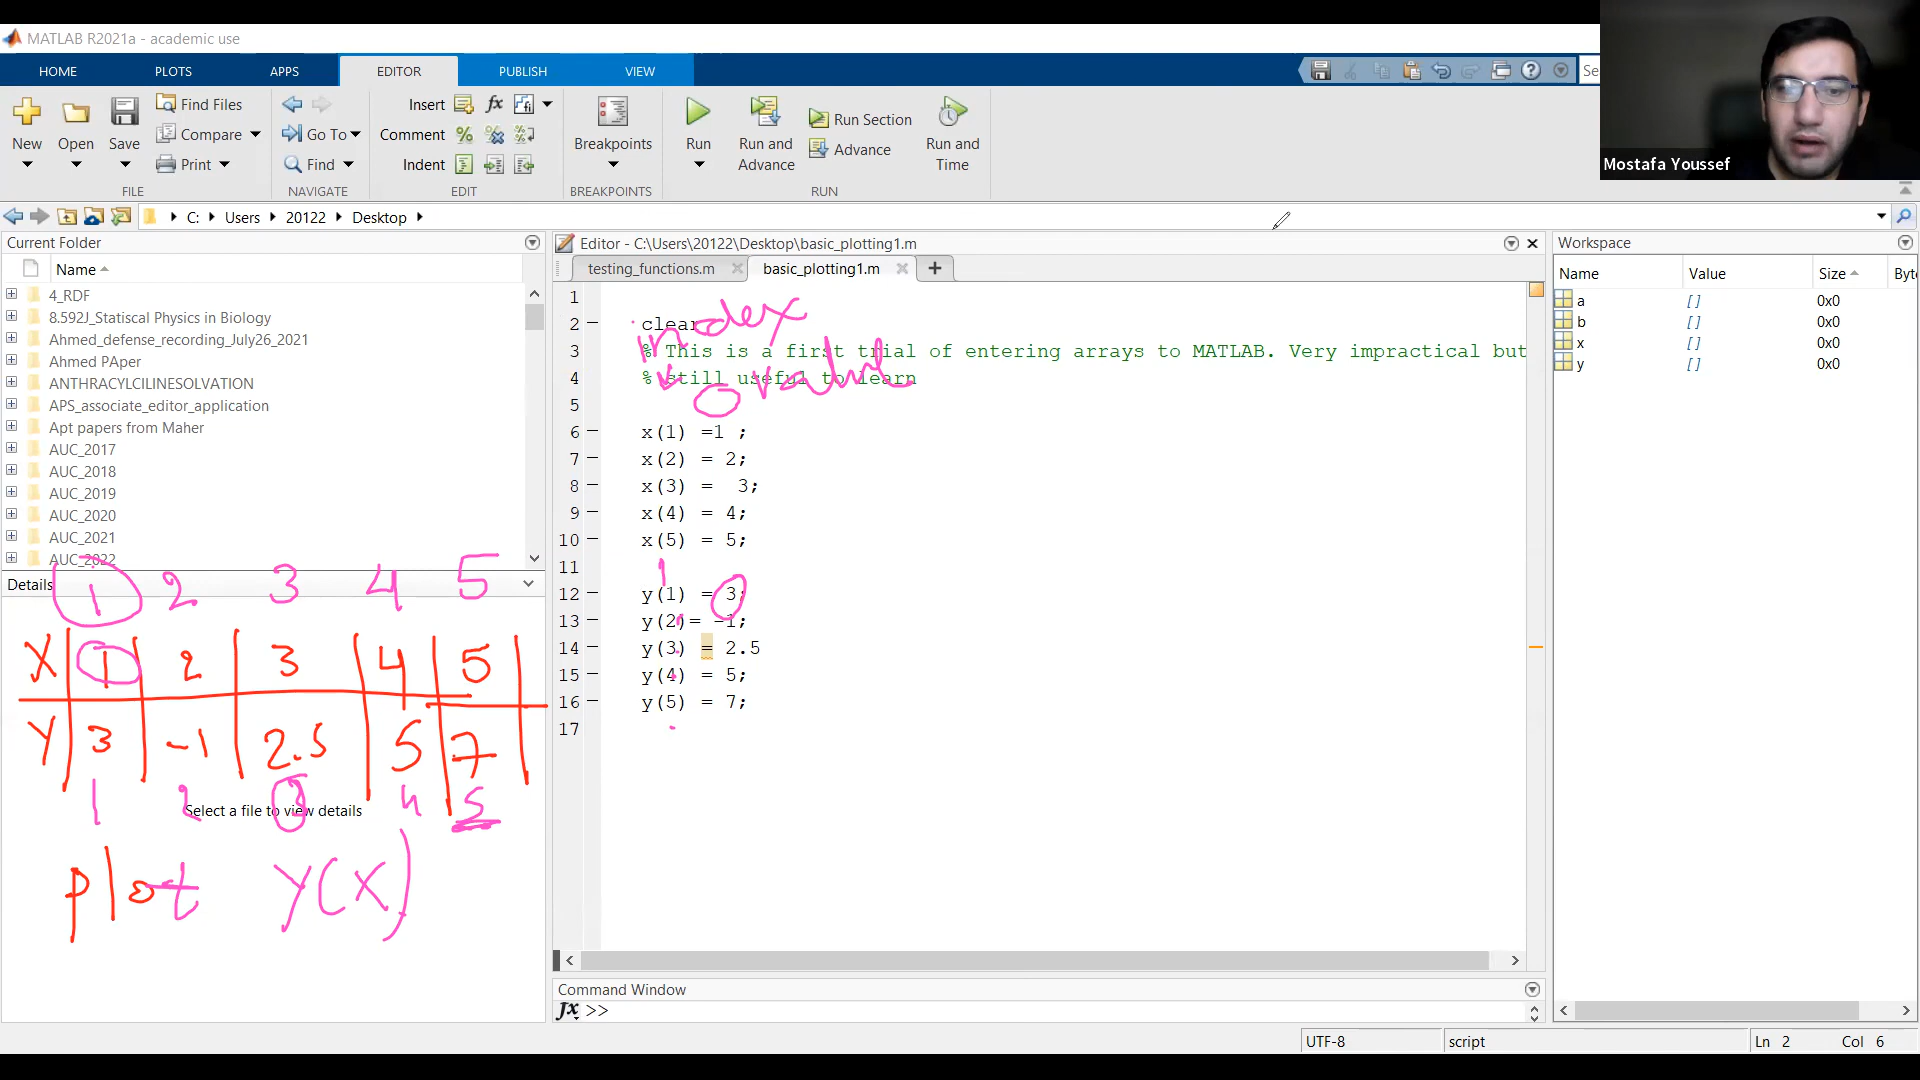 MATLAB R2021a - academic use
HOME PLOTS APPS EDITOR PUBLISH VIEW
Se
New Open Save Find Files Compare Print
FILE
Go To Find
NAVIGATE
Insert fx
Comment
Indent
EDIT
Breakpoints
BREAKPOINTS
Run Run and Advance Run Section Advance Run and Time
RUN
Mostafa Youssef
C: Users 20122 Desktop
Current Folder
Name
4_RDF
8.592J_Statiscal Physics in Biology
Ahmed_defense_recording_July26_2021
Ahmed PAper
ANTHRACYLCILINESOLVATION
APS_associate_editor_application
Apt papers from Maher
AUC_2017
AUC_2018
AUC_2019
AUC_2020
AUC_2021
AUC_2022
Details
1 2 3 4 5
X 1 2 3 4 5
Y 3 -1 2.5 5 7
1 2 3 4 5
Select a file to view details
plot Y(X)
Editor - C:\Users\20122\Desktop\basic_plotting1.m
testing_functions.m basic_plotting1.m
1
2 clear
index
3 % This is a first trial of entering arrays to MATLAB. Very impractical but
4 % still useful to learn
value
5
6 x(1) =1 ;
7 x(2) = 2;
8 x(3) = 3;
9 x(4) = 4;
10 x(5) = 5;
11
12 y(1) = 3;
13 y(2)= -1;
14 y(3) = 2.5
15 y(4) = 5;
16 y(5) = 7;
17
Command Window
fx >>
Workspace
Name Value Size Byt
a [] 0x0
b [] 0x0
x [] 0x0
y [] 0x0
UTF-8 script Ln 2 Col 6